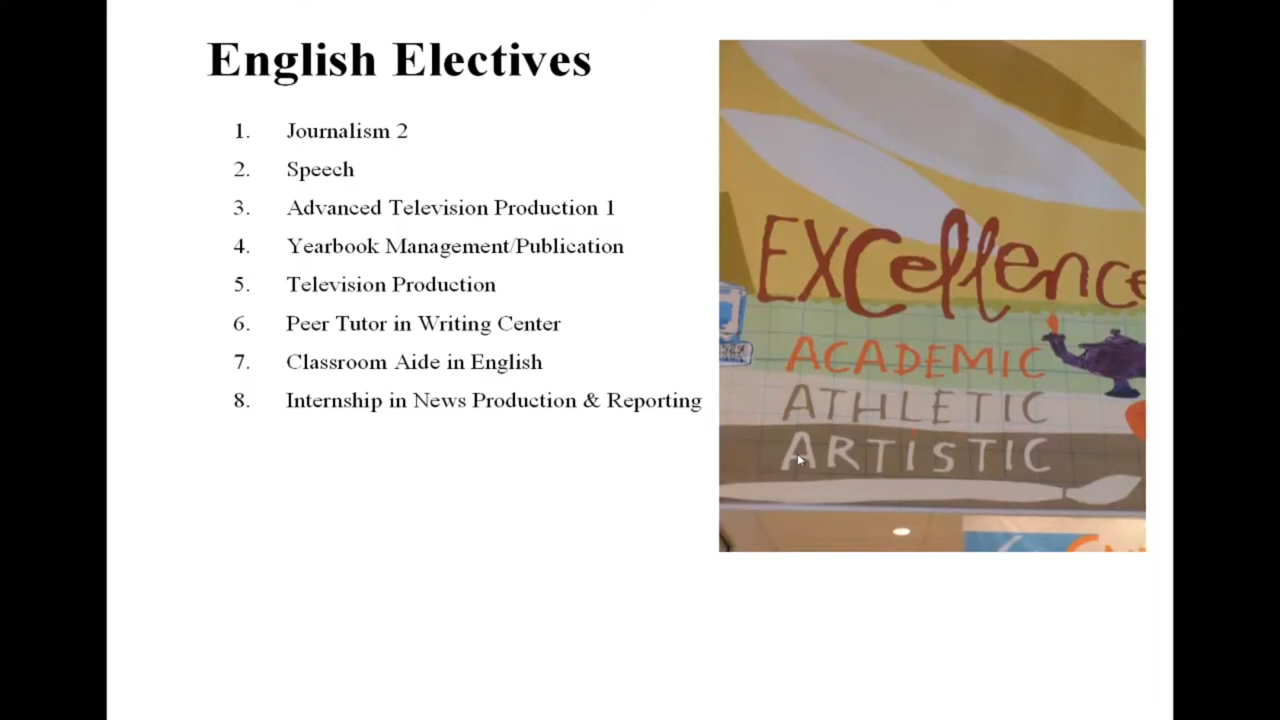 English Electives
1. Journalism 2
2. Speech
3. Advanced Television Production 1
4. Yearbook Management/Publication
5. Television Production
6. Peer Tutor in Writing Center
7. Classroom Aide in English
8. Internship in News Production & Reporting
Excellence
ACADEMIC
ATHLETIC
ARTiSTIC